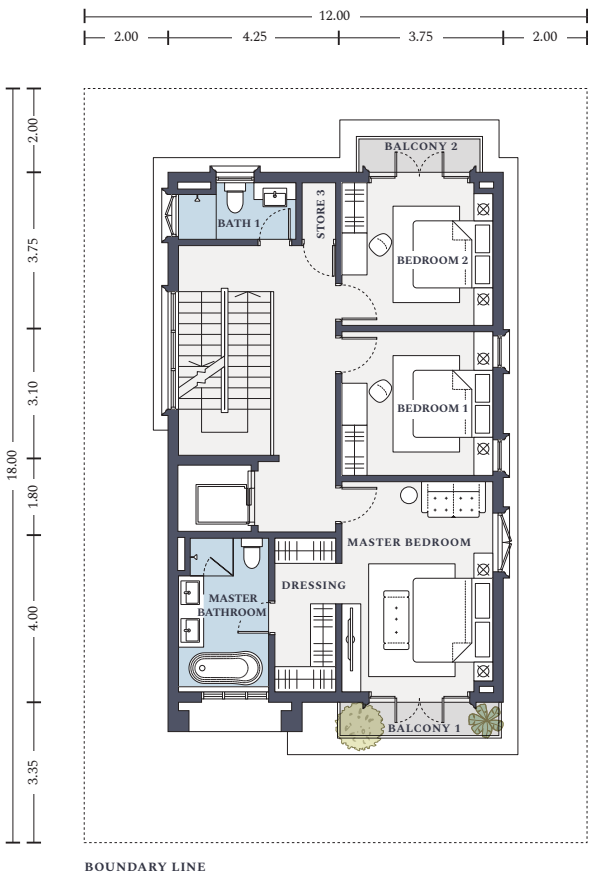 12.00
2.00
4.25
3.75
2.00
2.00
BALCONY 2
STORE 3
BATH 1
3.75
BEDROOM 2
3.10
BEDROOM 1
18.00
1.80
MASTER BEDROOM
DRESSING
MASTER
BATHROOM
4.00
BALCONY 1
3.35
BOUNDARY LINE